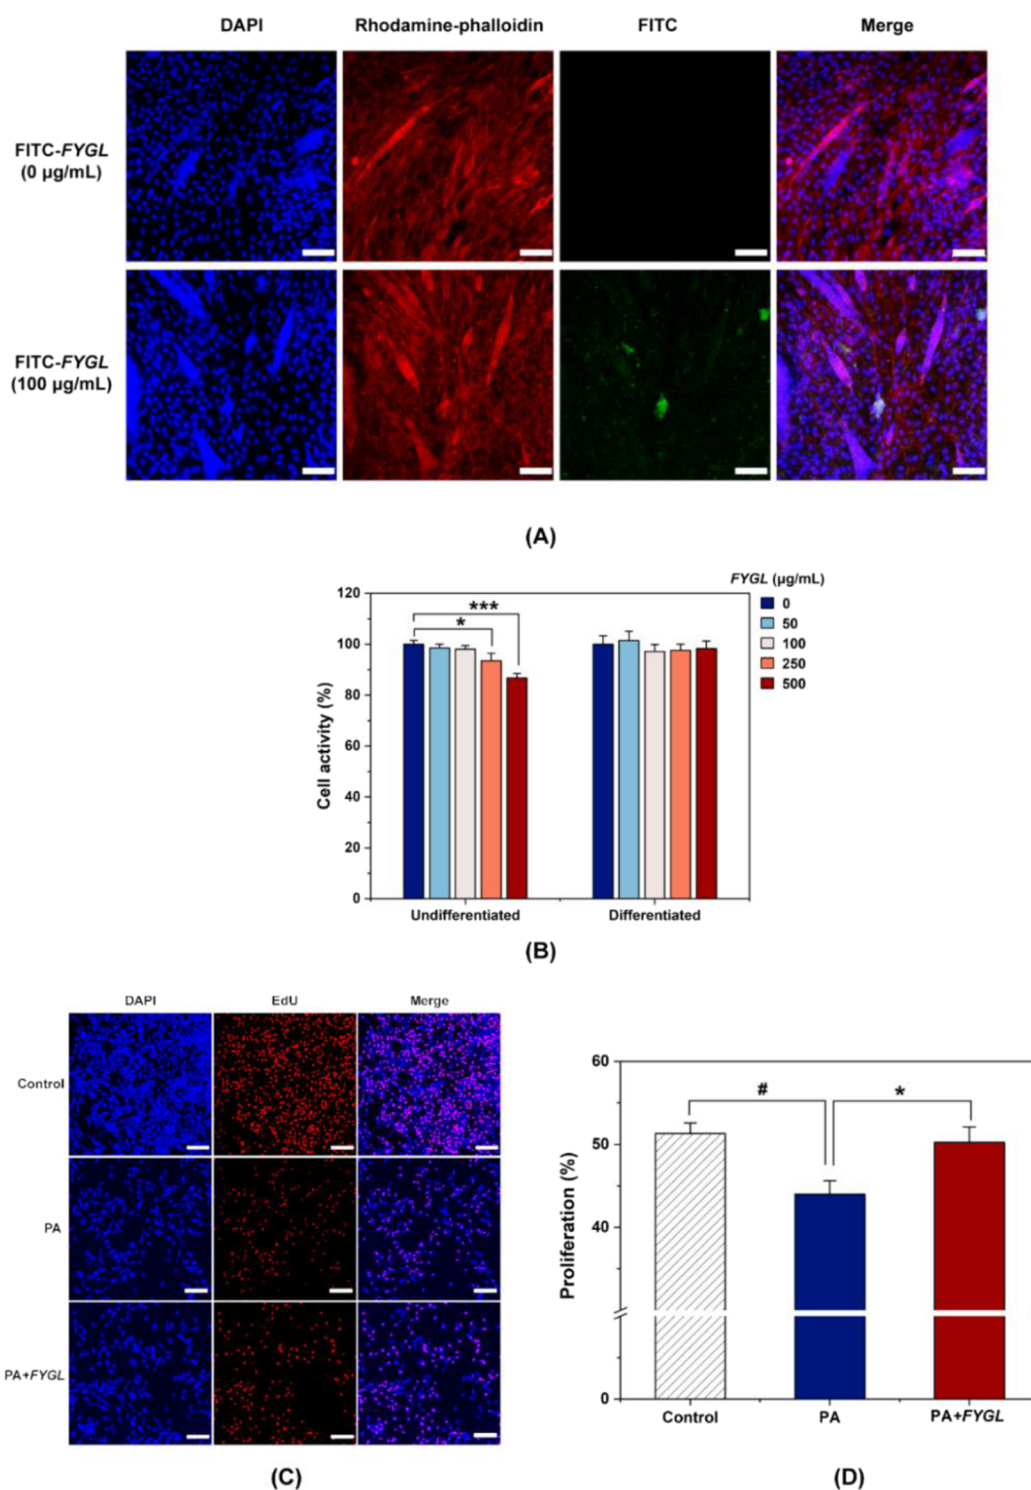 DAPI Rhodamine-phalloidin FITC Merge
FITC-FYGL
(0 µg/mL)
FITC-FYGL
(100 µg/mL)
(A)
FYGL (µg/mL)
0
50
100
250
500
120
100
80
60
40
20
0
Cell activity (%)
***
*
Undifferentiated Differentiated
(B)
DAPI EdU Merge
Control
PA
PA+FYGL
(C)
60
50
40
0
Proliferation (%)
# *
Control PA PA+FYGL
(D)